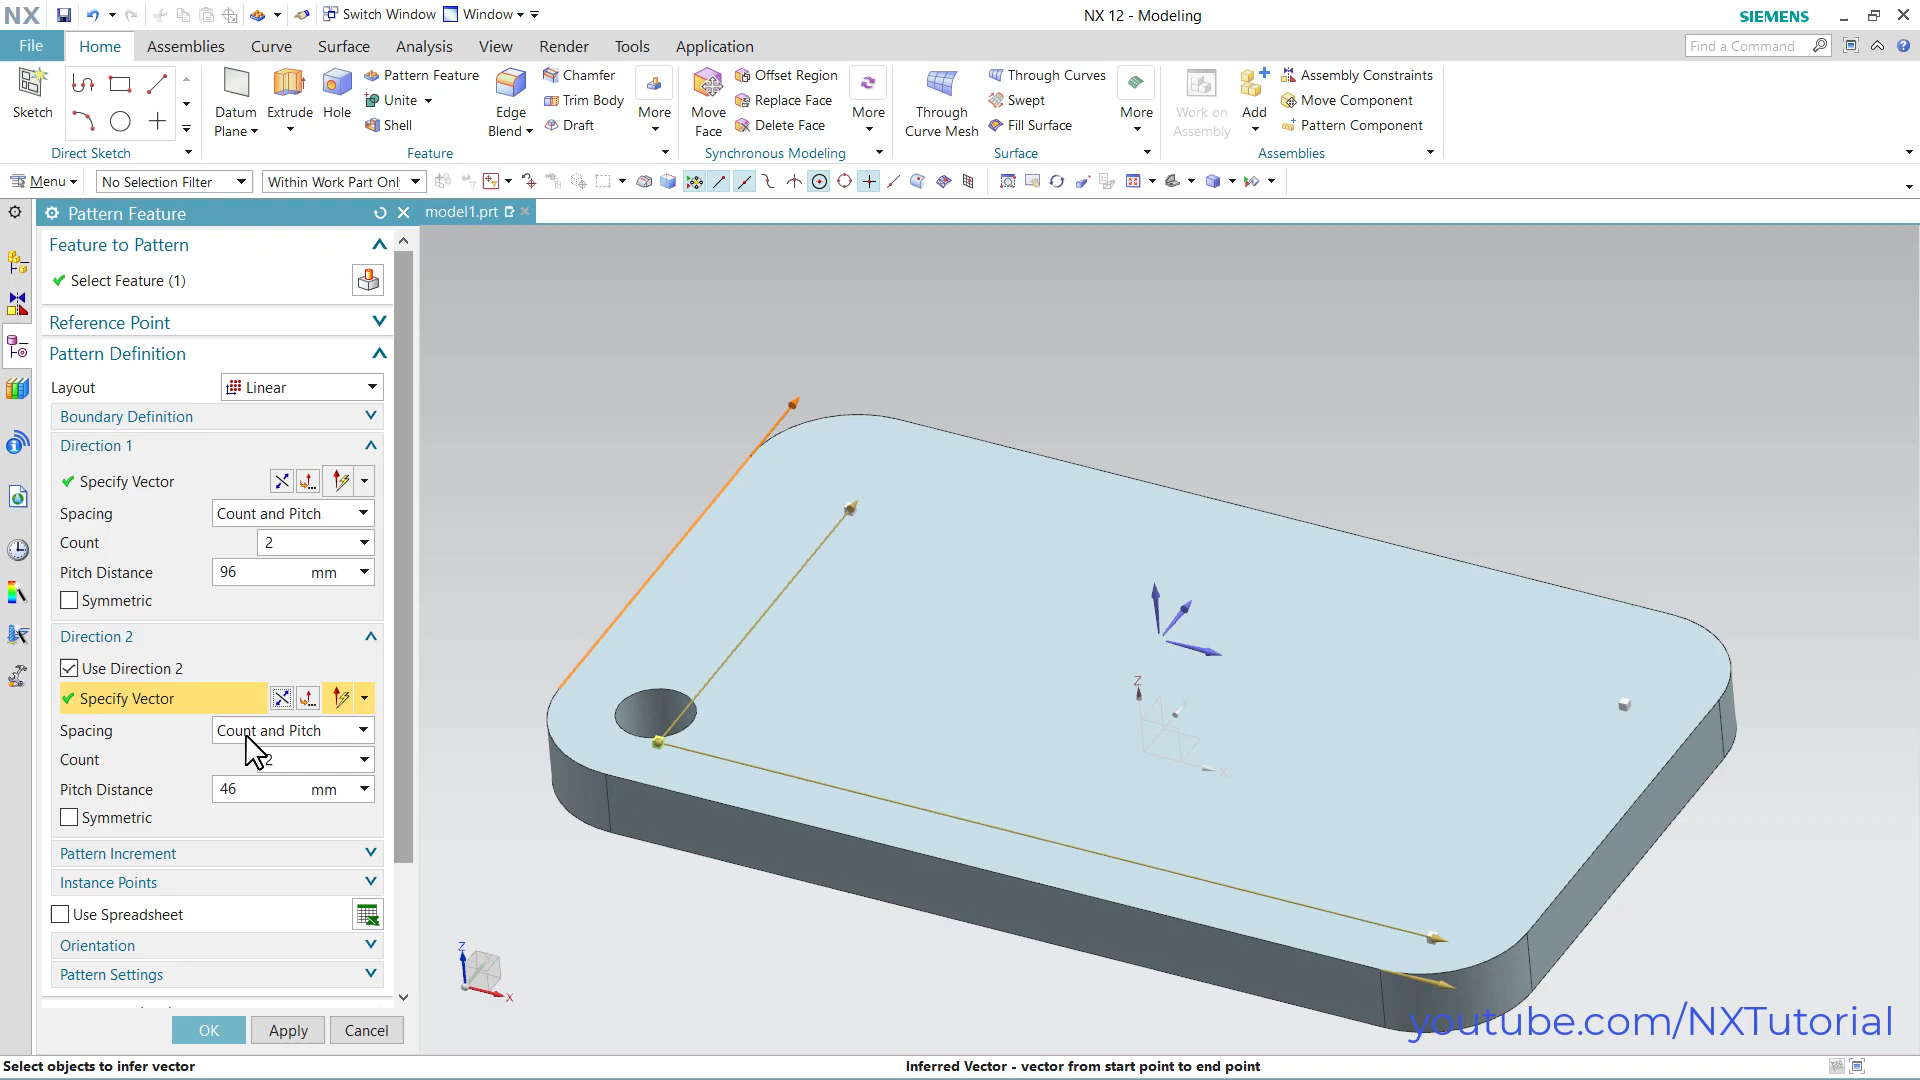 NX
Switch Window
Window
NX 12 - Modeling
SIEMENS
File
Home
Assemblies
Curve
Surface
Analysis
View
Render
Tools
Application
Find a Command
Sketch
Direct Sketch
Datum
Plane
Extrude
Hole
Pattern Feature
Unite
Shell
Edge
Blend
Chamfer
Trim Body
Draft
More
Feature
Move
Face
Offset Region
Replace Face
Delete Face
More
Synchronous Modeling
Through
Curve Mesh
Through Curves
Swept
Fill Surface
More
Surface
Work on
Assembly
Add
Assembly Constraints
Move Component
Pattern Component
Assemblies
Menu
No Selection Filter
Within Work Part Onl
Pattern Feature
model1.prt
Feature to Pattern
Select Feature (1)
Reference Point
Pattern Definition
Layout
Linear
Boundary Definition
Direction 1
Specify Vector
Spacing
Count and Pitch
Count
2
Pitch Distance
96 mm
Symmetric
Direction 2
Use Direction 2
Specify Vector
Spacing
Count and Pitch
Count
2
Pitch Distance
46 mm
Symmetric
Pattern Increment
Instance Points
Use Spreadsheet
Orientation
Pattern Settings
OK
Apply
Cancel
Z
X
Z
X
youtube.com/NXTutorial
Select objects to infer vector
Inferred Vector - vector from start point to end point